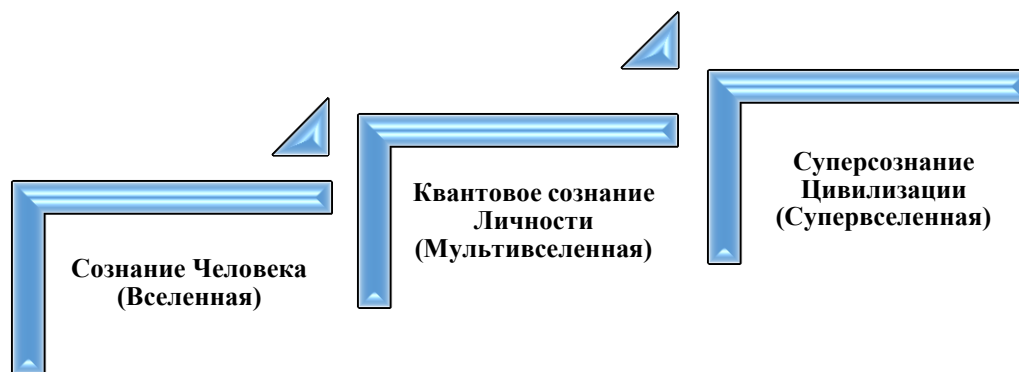 Сознание Человека
(Вселенная)
Квантовое сознание
Личности
(Мультивселенная)
Суперсознание
Цивилизации
(Супервселенная)